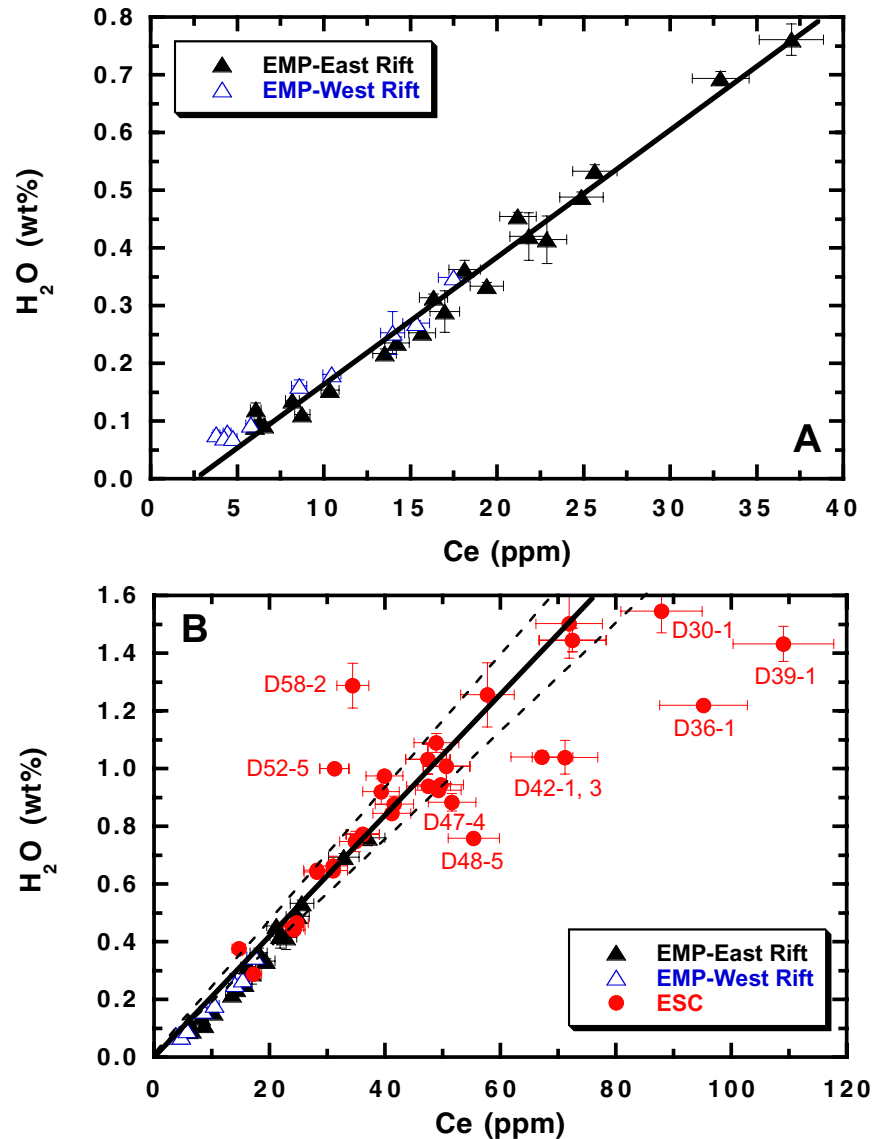 0.8
0.7
0.6
0.5
0.4
0.3
0.2
0.1
0.0
H2O (wt%)
EMP-East Rift
EMP-West Rift
A
0 5 10 15 20 25 30 35 40
Ce (ppm)
B
1.6
1.4
1.2
1.0
0.8
0.6
0.4
0.2
0.0
H2O (wt%)
D58-2
D52-5
D30-1
D39-1
D36-1
D42-1, 3
D47-4
D48-5
EMP-East Rift
EMP-West Rift
ESC
0 20 40 60 80 100 120
Ce (ppm)